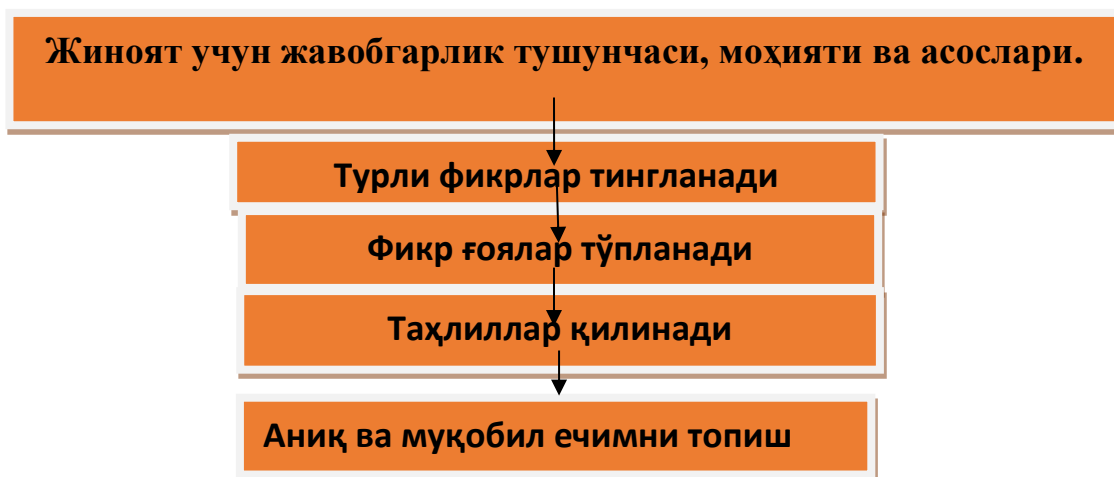 Жиноят учун жавобгарлик тушунчаси, моҳияти ва асослари.
Турли фикрлар тингланади
Фикр ғоялар тўпланади
Таҳлиллар қилинади
Аниқ ва муқобил ечимни топиш